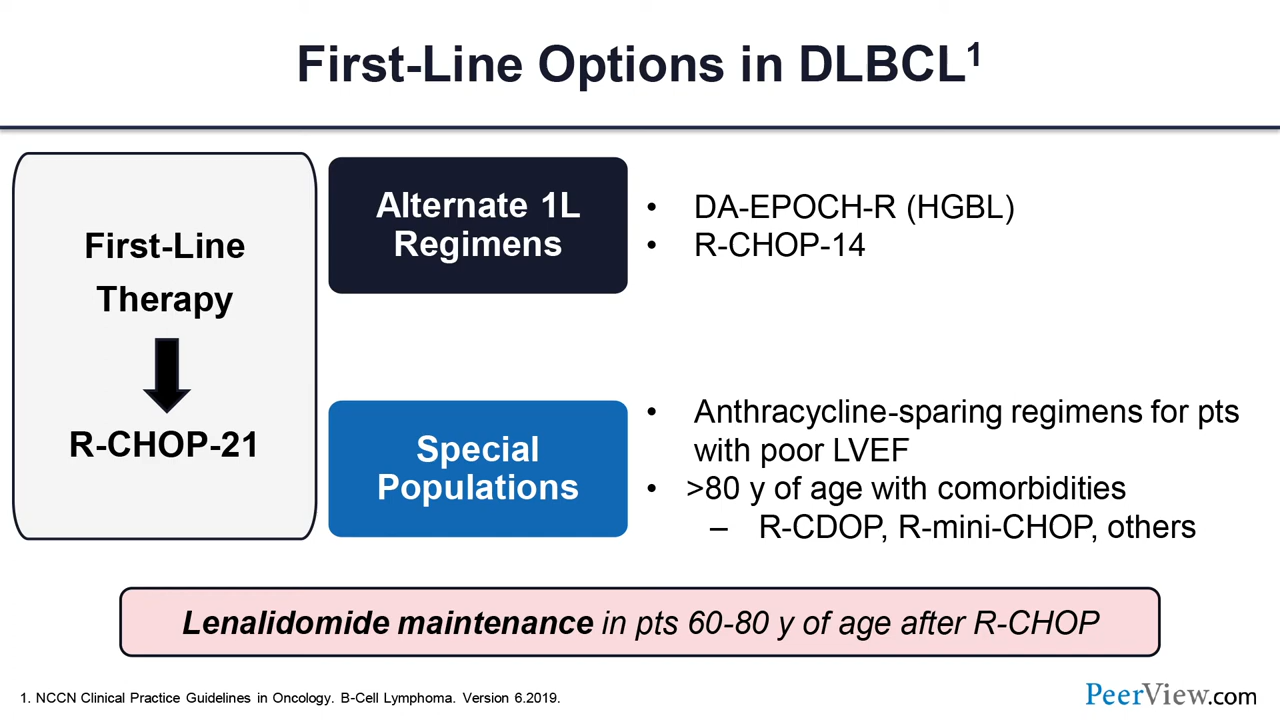 First-Line Options in DLBCL1
First-Line
Therapy
R-CHOP-21
Alternate 1L
Regimens
• DA-EPOCH-R (HGBL)
• R-CHOP-14
Special
Populations
• Anthracycline-sparing regimens for pts
with poor LVEF
• >80 y of age with comorbidities
– R-CDOP, R-mini-CHOP, others
Lenalidomide maintenance in pts 60-80 y of age after R-CHOP
1. NCCN Clinical Practice Guidelines in Oncology. B-Cell Lymphoma. Version 6.2019.
PeerView.com